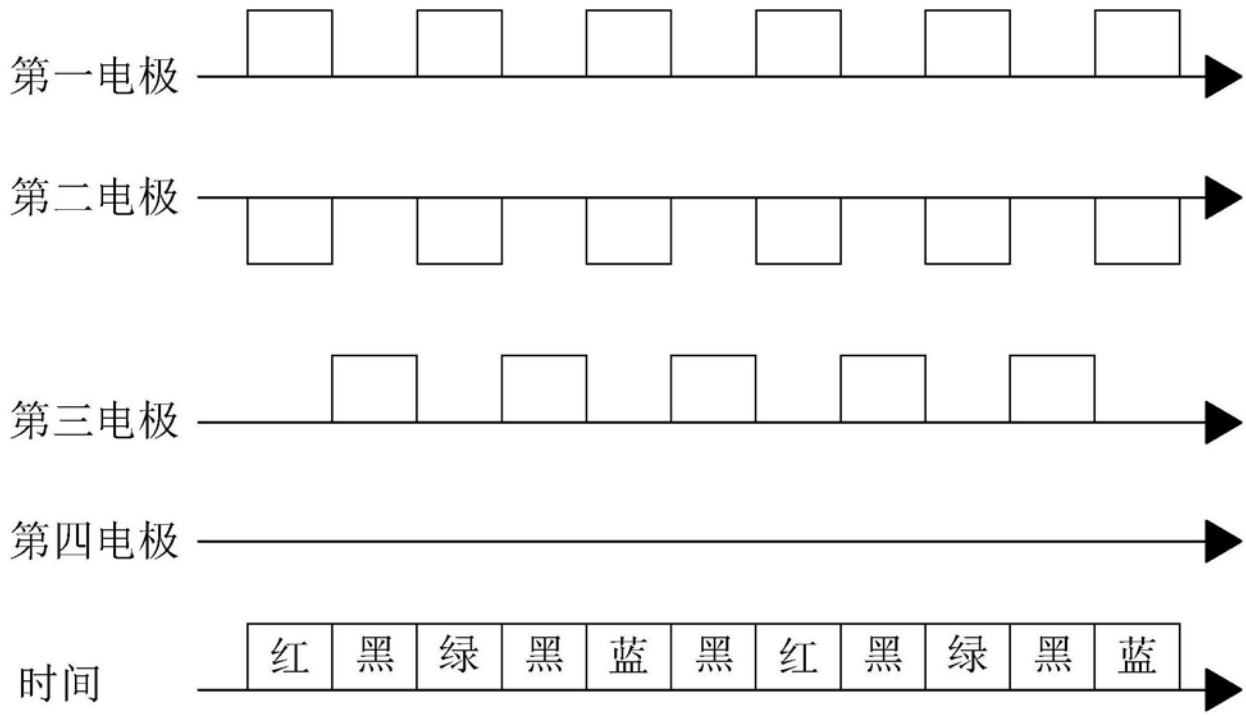 第一电极
第二电极
第三电极
第四电极
时间 红 黑 绿 黑 蓝 黑 红 黑 绿 黑 蓝